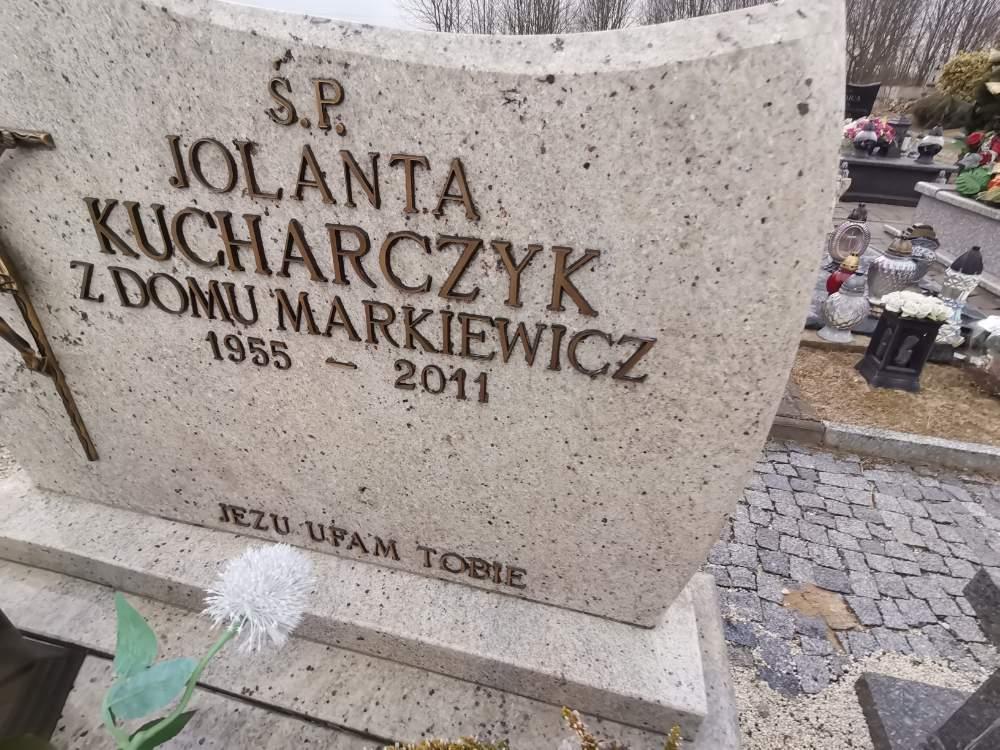 Ś.P.
JOLANTA
KUCHARCZYK
Z DOMU MARKIEWICZ
1955 – 2011
JEZU UFAM TOBIE